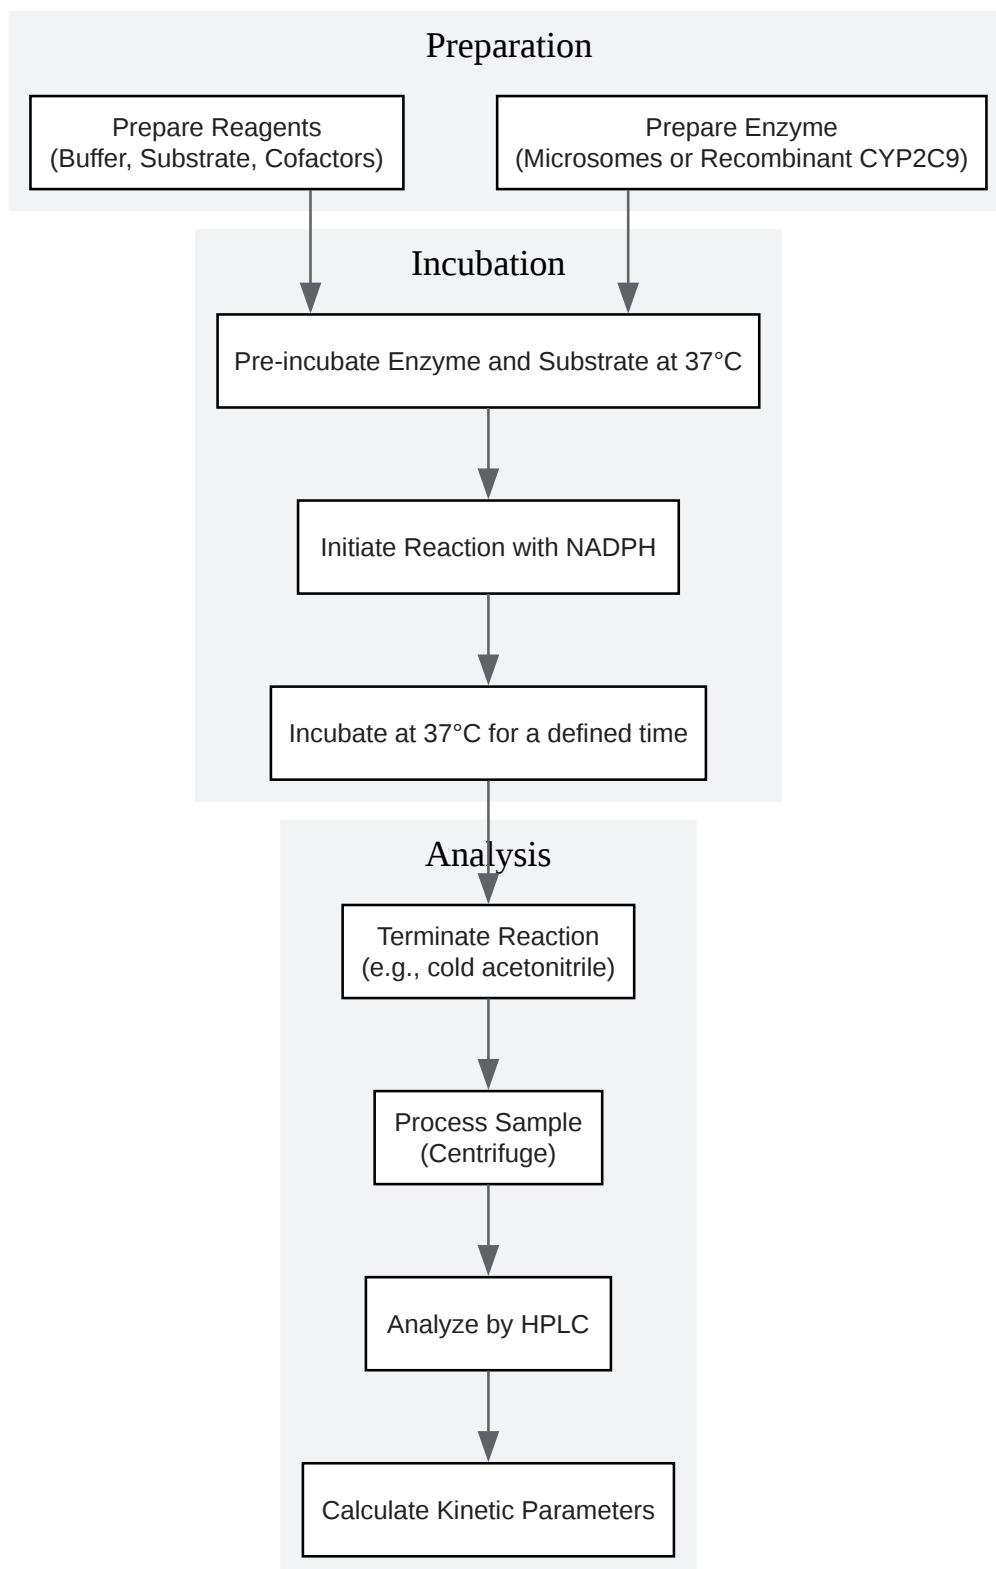 Preparation
Prepare Reagents
(Buffer, Substrate, Cofactors)
Prepare Enzyme
(Microsomes or Recombinant CYP2C9)
Incubation
Pre-incubate Enzyme and Substrate at 37°C
Initiate Reaction with NADPH
Incubate at 37°C for a defined time
Analysis
Terminate Reaction
(e.g., cold acetonitrile)
Process Sample
(Centrifuge)
Analyze by HPLC
Calculate Kinetic Parameters